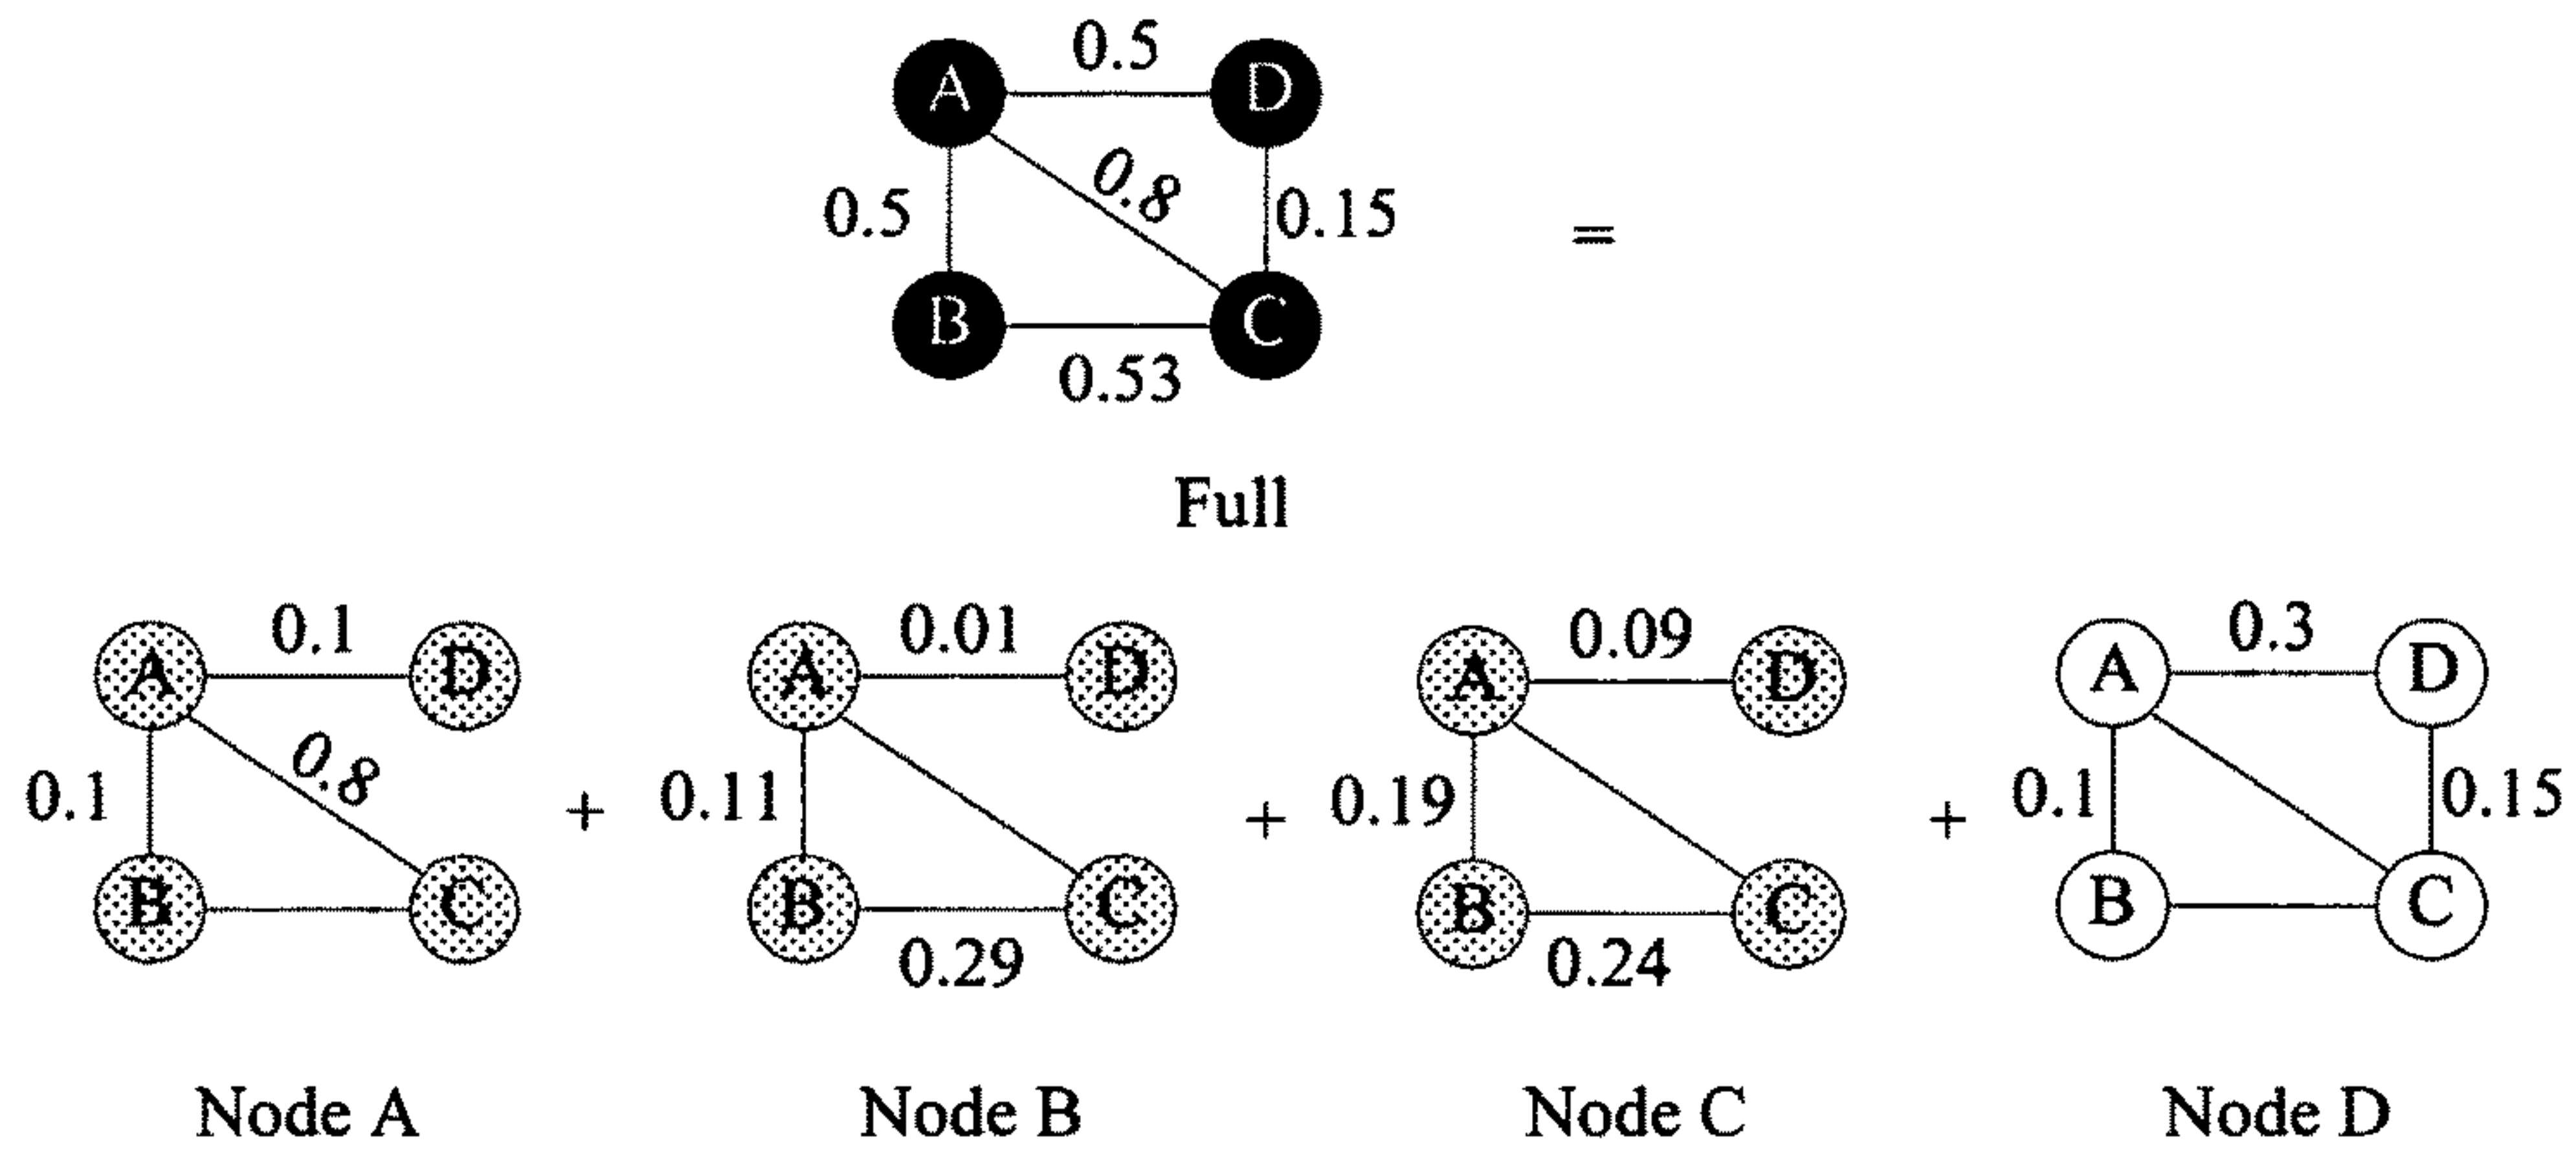 0.5
A D
0.8
0.5 0.15
=
B C
0.53
Full
0.1 0.01 0.09 0.3
A D A D A D A D
0.8
0.1 + 0.11 + 0.19 + 0.1 0.15
B C B C B C B C
0.29 0.24
Node A Node B Node C Node D